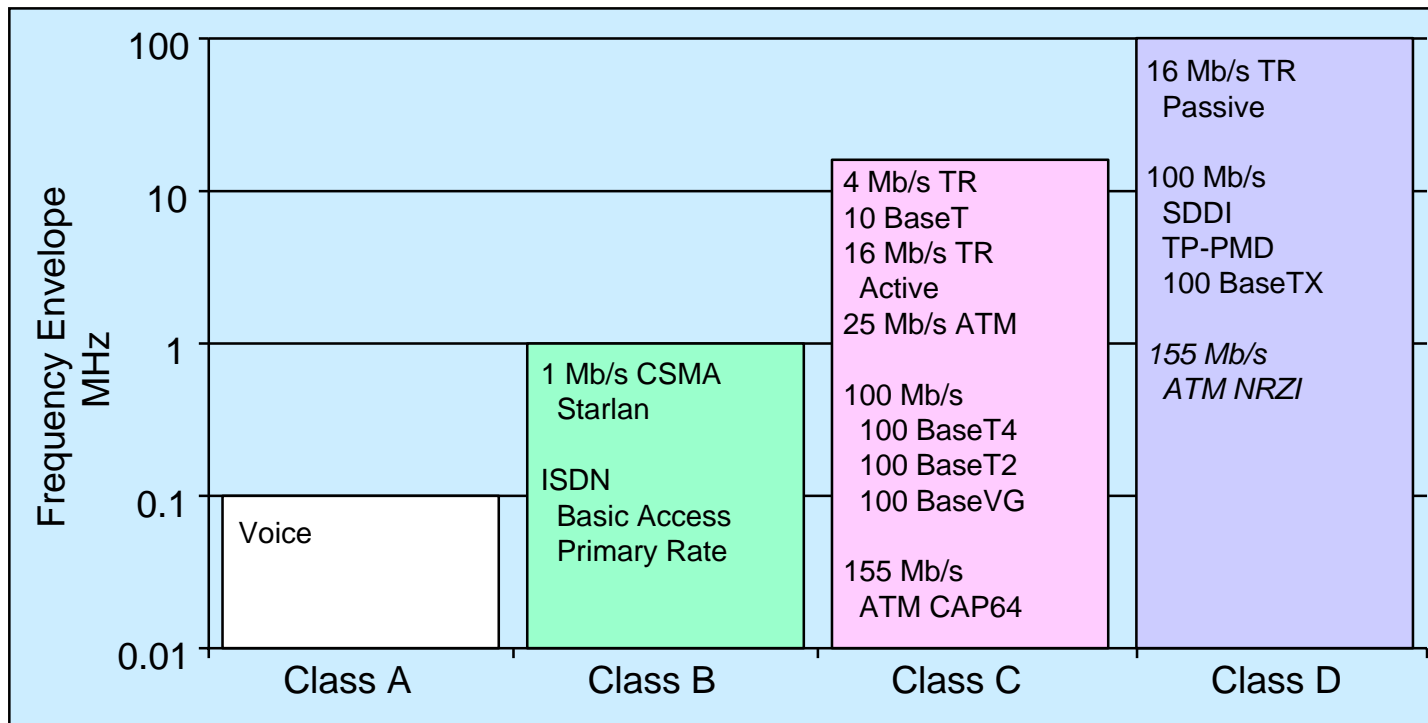 Frequency Envelope
MHz
100
10
1
0.1
0.01
Voice
Class A
1 Mb/s CSMA
Starlan
ISDN
Basic Access
Primary Rate
Class B
4 Mb/s TR
10 BaseT
16 Mb/s TR
Active
25 Mb/s ATM
100 Mb/s
100 BaseT4
100 BaseT2
100 BaseVG
155 Mb/s
ATM CAP64
Class C
16 Mb/s TR
Passive
100 Mb/s
SDDI
TP-PMD
100 BaseTX
155 Mb/s
ATM NRZI
Class D